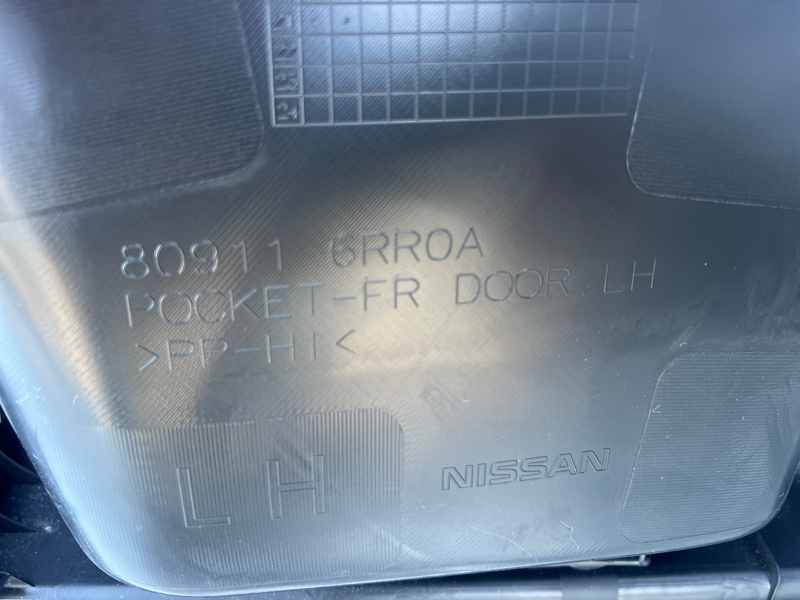 80911 6RR0A
POCKET-FR DOOR LH
>PP-HI<
LH
NISSAN